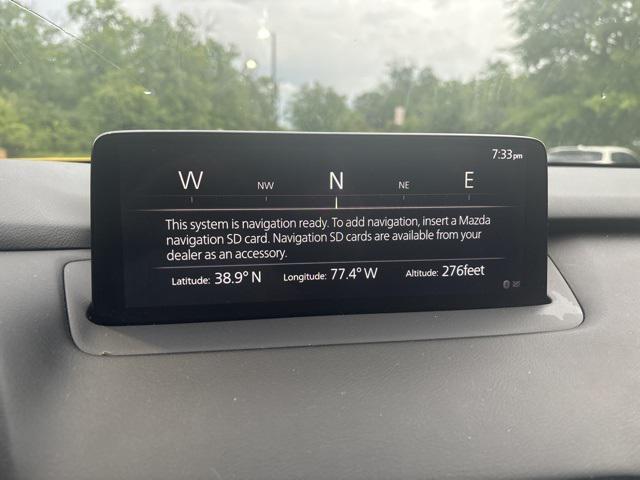 7:33pm
W NW N NE E
This system is navigation ready. To add navigation, insert a Mazda
navigation SD card. Navigation SD cards are available from your
dealer as an accessory.
Latitude: 38.9° N Longitude: 77.4° W Altitude: 276feet